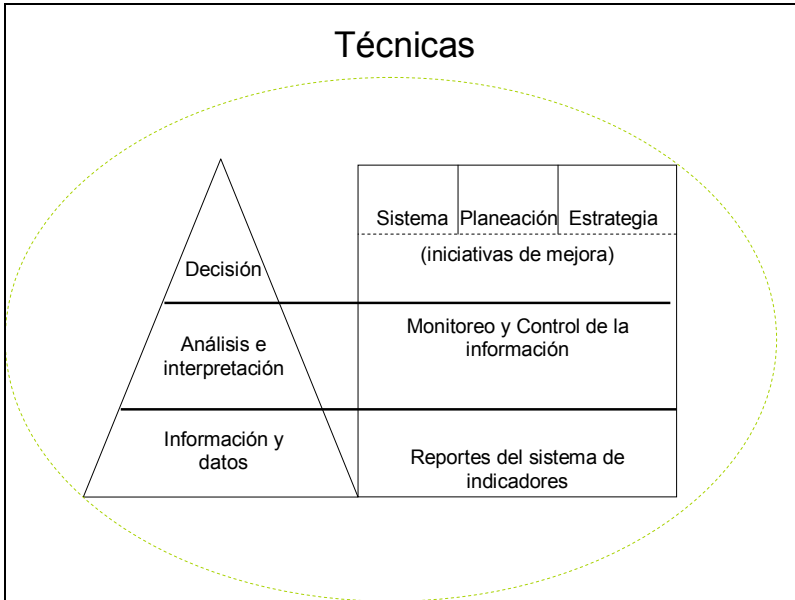 Técnicas
Sistema Planeación Estrategia
(iniciativas de mejora)
Decisión
Monitoreo y Control de la
información
Análisis e
interpretación
Información y
datos
Reportes del sistema de
indicadores